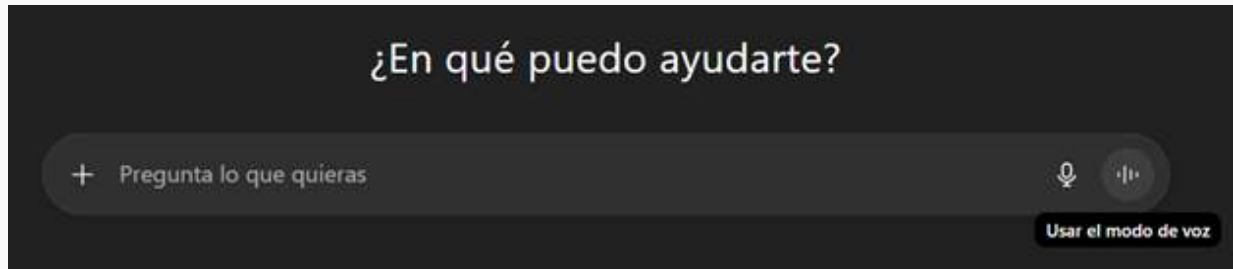 ¿En qué puedo ayudarte?
Pregunta lo que quieras
Usar el modo de voz